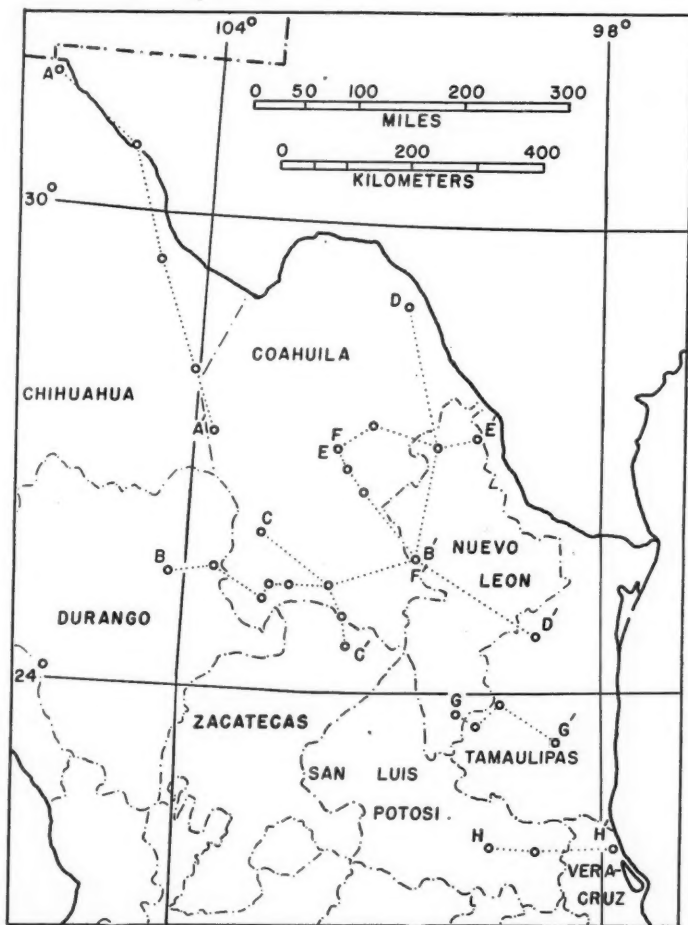 104°
98°
A
0 50 100 200 300
MILES
0 200 400
KILOMETERS
30°
D
COAHUILA
CHIHUAHUA
F
E
E'
A'
C
B
B'
NUEVO
F'
LEON
DURANGO
D'
C'
24
G
ZACATECAS
G'
TAMAULIPAS
SAN LUIS
POTOSI
H
H'
VERA-
CRUZ